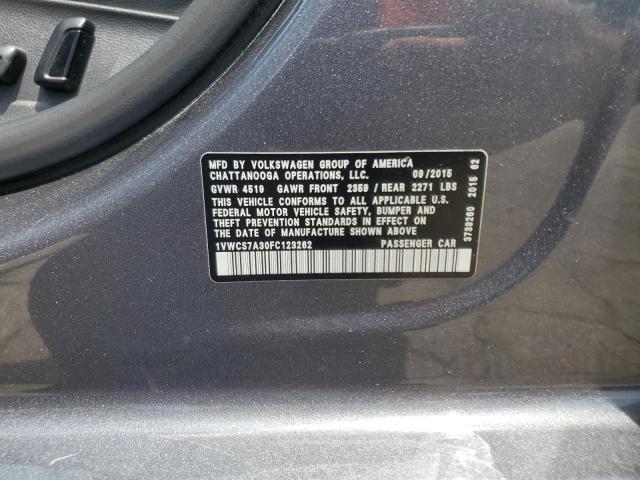 MFD BY VOLKSWAGEN GROUP OF AMERICA
CHATTANOOGA OPERATIONS, LLC. 09/2015
GVWR 4519 GAWR FRONT 2359 / REAR 2271 LBS
THIS VEHICLE CONFORMS TO ALL APPLICABLE U.S.
FEDERAL MOTOR VEHICLE SAFETY, BUMPER AND
THEFT PREVENTION STANDARDS IN EFFECT ON
THE DATE OF MANUFACTURE SHOWN ABOVE
1VWCS7A30FC123262 PASSENGER CAR
3739260 2015 62